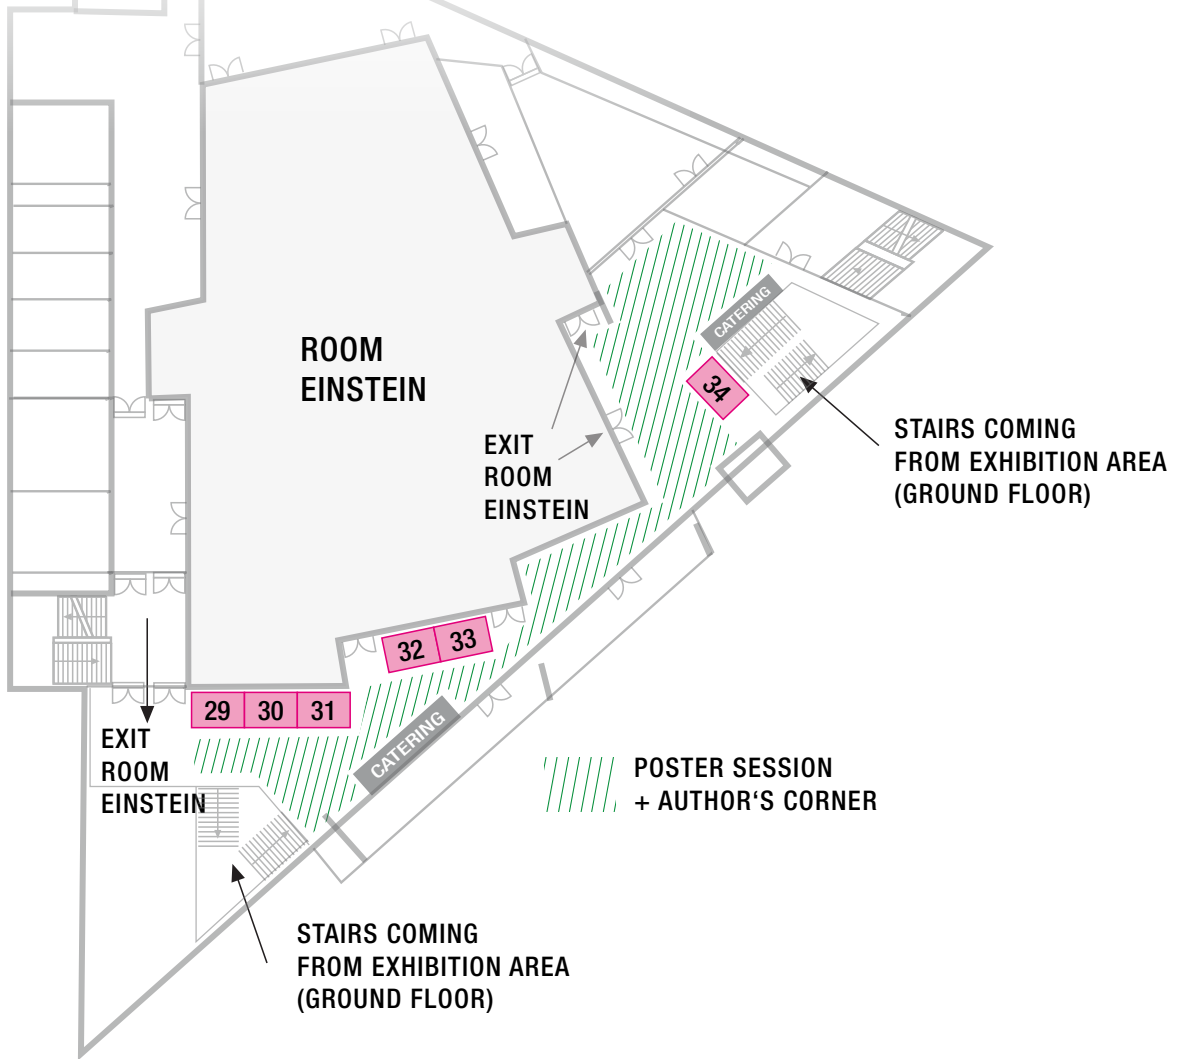 CATERING
ROOM
EINSTEIN
34
EXIT
ROOM
EINSTEIN
STAIRS COMING
FROM EXHIBITION AREA
(GROUND FLOOR)
32
33
29
30
31
EXIT
ROOM
EINSTEIN
CATERING
POSTER SESSION
+ AUTHOR‘S CORNER
STAIRS COMING
FROM EXHIBITION AREA
(GROUND FLOOR)